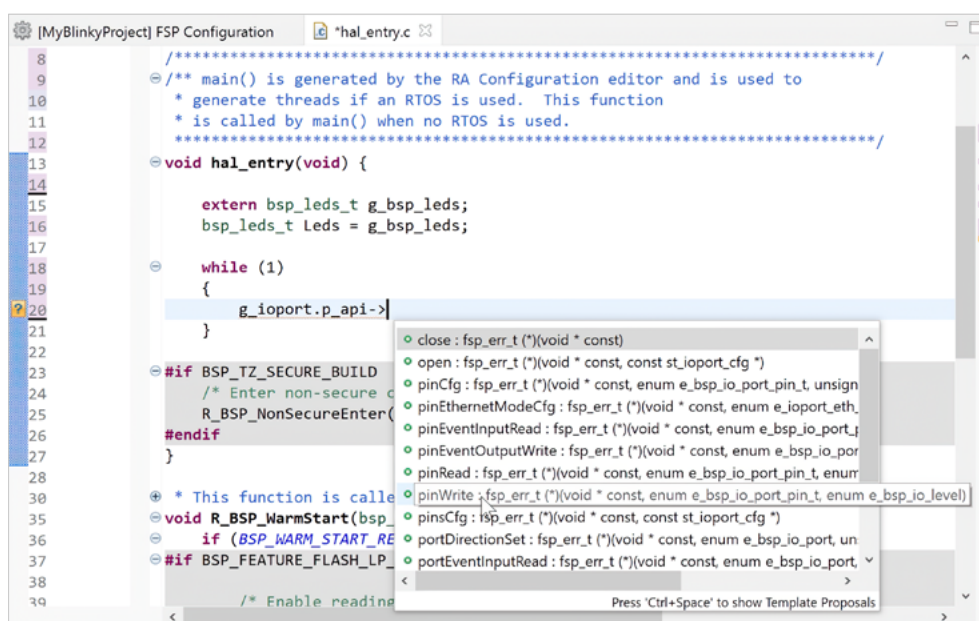 [MyBlinkyProject] FSP Configuration
*hal_entry.c
8 /***************************************************************************/
9 /** main() is generated by the RA Configuration editor and is used to
10 * generate threads if an RTOS is used. This function
11 * is called by main() when no RTOS is used.
12 ***************************************************************************/
13 void hal_entry(void) {
14
15 extern bsp_leds_t g_bsp_leds;
16 bsp_leds_t Leds = g_bsp_leds;
17
18 while (1)
19 {
20 g_ioport.p_api->
21 }
22
23 #if BSP_TZ_SECURE_BUILD
24 /* Enter non-secure c
25 R_BSP_NonSecureEnter(
26 #endif
27 }
28
30 * This function is calle
35 void R_BSP_WarmStart(bsp_
36 if (BSP_WARM_START_RE
37 #if BSP_FEATURE_FLASH_LP_
38
39 /* Enable reading
close : fsp_err_t (*)(void * const)
open : fsp_err_t (*)(void * const, const st_ioport_cfg *)
pinCfg : fsp_err_t (*)(void * const, enum e_bsp_io_port_pin_t, unsign
pinEthernetModeCfg : fsp_err_t (*)(void * const, enum e_ioport_eth_
pinEventInputRead : fsp_err_t (*)(void * const, enum e_bsp_io_port_p
pinEventOutputWrite : fsp_err_t (*)(void * const, enum e_bsp_io_por
pinRead : fsp_err_t (*)(void * const, enum e_bsp_io_port_pin_t, enum
pinWrite : fsp_err_t (*)(void * const, enum e_bsp_io_port_pin_t, enum e_bsp_io_level)
pinsCfg : fsp_err_t (*)(void * const, const st_ioport_cfg *)
portDirectionSet : fsp_err_t (*)(void * const, enum e_bsp_io_port, un
portEventInputRead : fsp_err_t (*)(void * const, enum e_bsp_io_port,
Press 'Ctrl+Space' to show Template Proposals